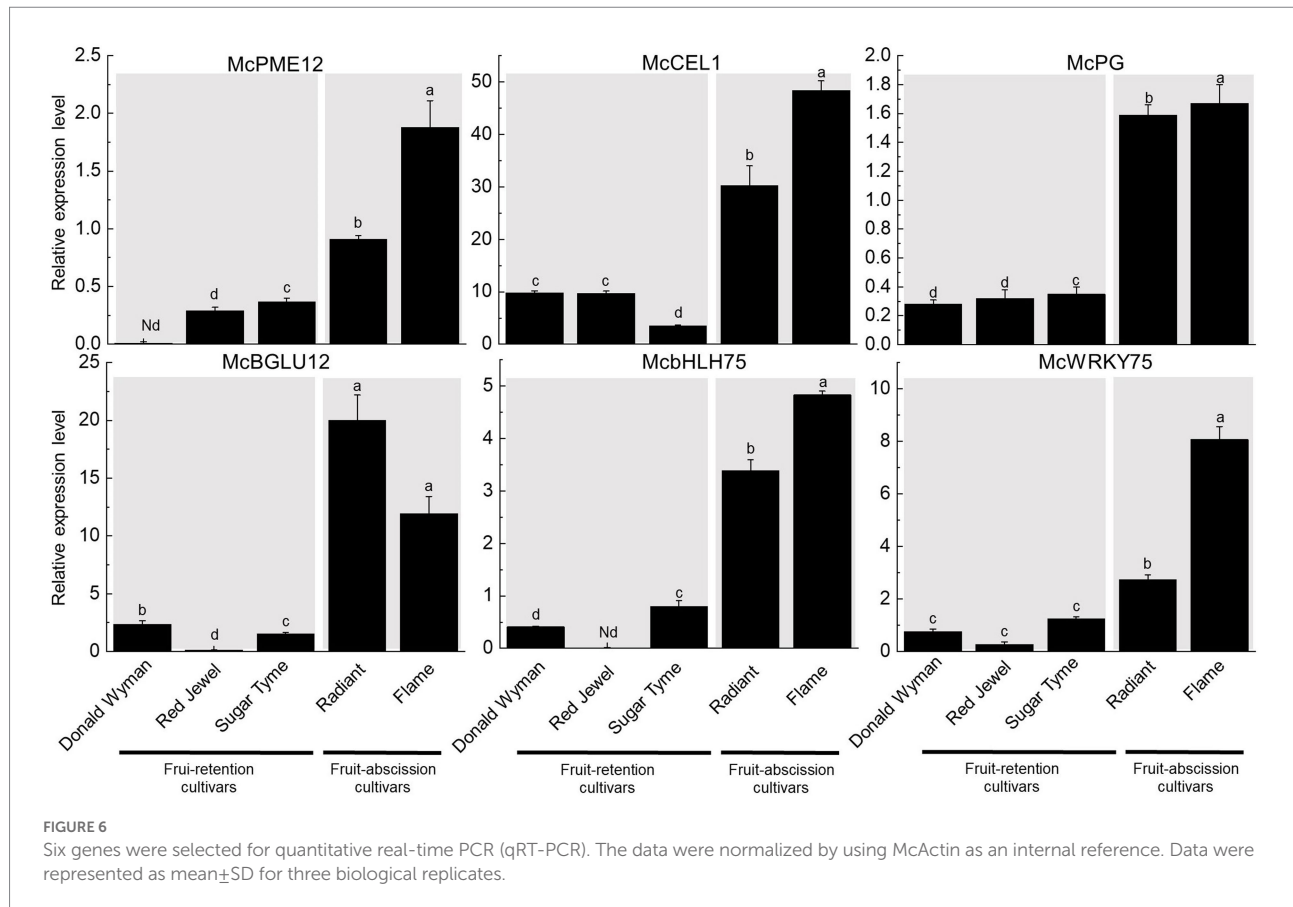 McPME12
McCEL1
McPG
Relative expression level
2.5
2.0
1.5
1.0
0.5
0.0
Nd
d
c
b
a
50
40
30
20
10
0
c
c
d
b
a
2.0
1.8
1.6
1.4
1.2
1.0
0.8
0.6
0.4
0.2
0.0
d
d
c
b
a
McBGLU12
McbHLH75
McWRKY75
Relative expression level
25
20
15
10
5
0
b
d
c
a
a
5
4
3
2
1
0
d
Nd
c
b
a
10
8
6
4
2
0
c
c
c
b
a
Donald Wyman
Red Jewel
Sugar Tyme
Radiant
Flame
Donald Wyman
Red Jewel
Sugar Tyme
Radiant
Flame
Donald Wyman
Red Jewel
Sugar Tyme
Radiant
Flame
Frui-retention
cultivars
Fruit-abscission
cultivars
Fruit-retention
cultivars
Fruit-abscission
cultivars
Fruit-retention
cultivars
Fruit-abscission
cultivars
FIGURE 6
Six genes were selected for quantitative real-time PCR (qRT-PCR). The data were normalized by using McActin as an internal reference. Data were
represented as mean±SD for three biological replicates.